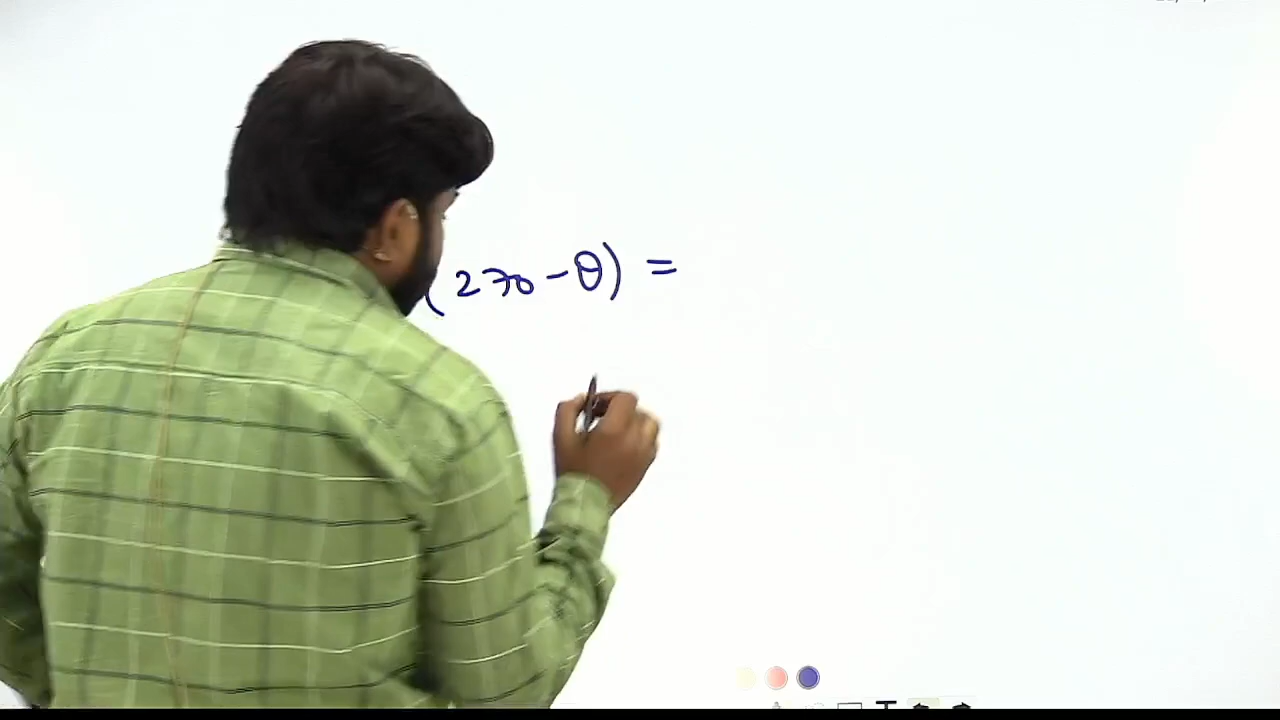 (270 - θ) =